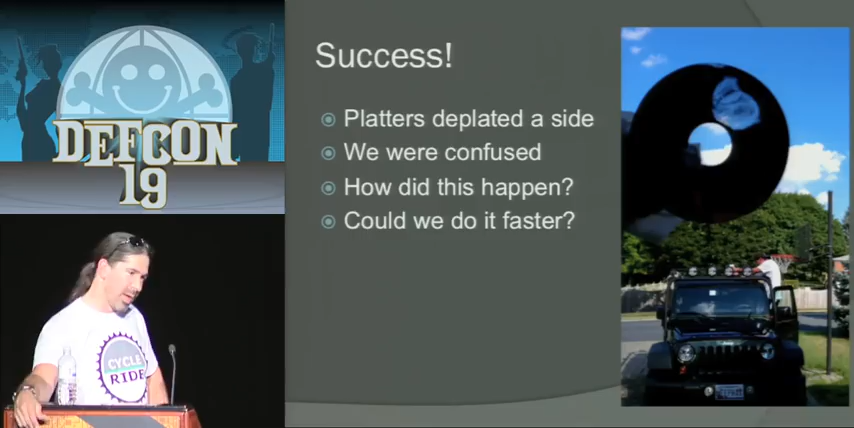 DEFCON
19
Success!
Platters deplated a side
We were confused
How did this happen?
Could we do it faster?
CYCLE
RIDE